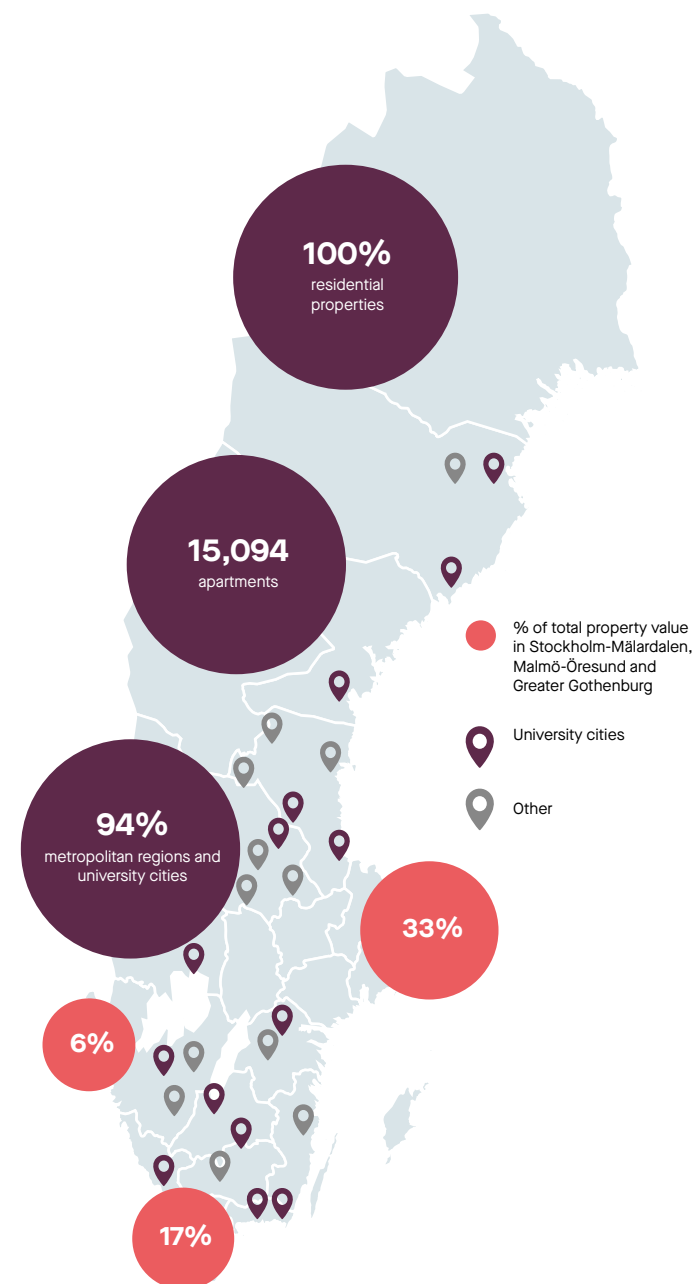 100%
residential
properties
15,094
apartments
% of total property value
in Stockholm-Mälardalen,
Malmö-Öresund and
Greater Gothenburg
University cities
Other
94%
metropolitan regions and
university cities
33%
6%
17%